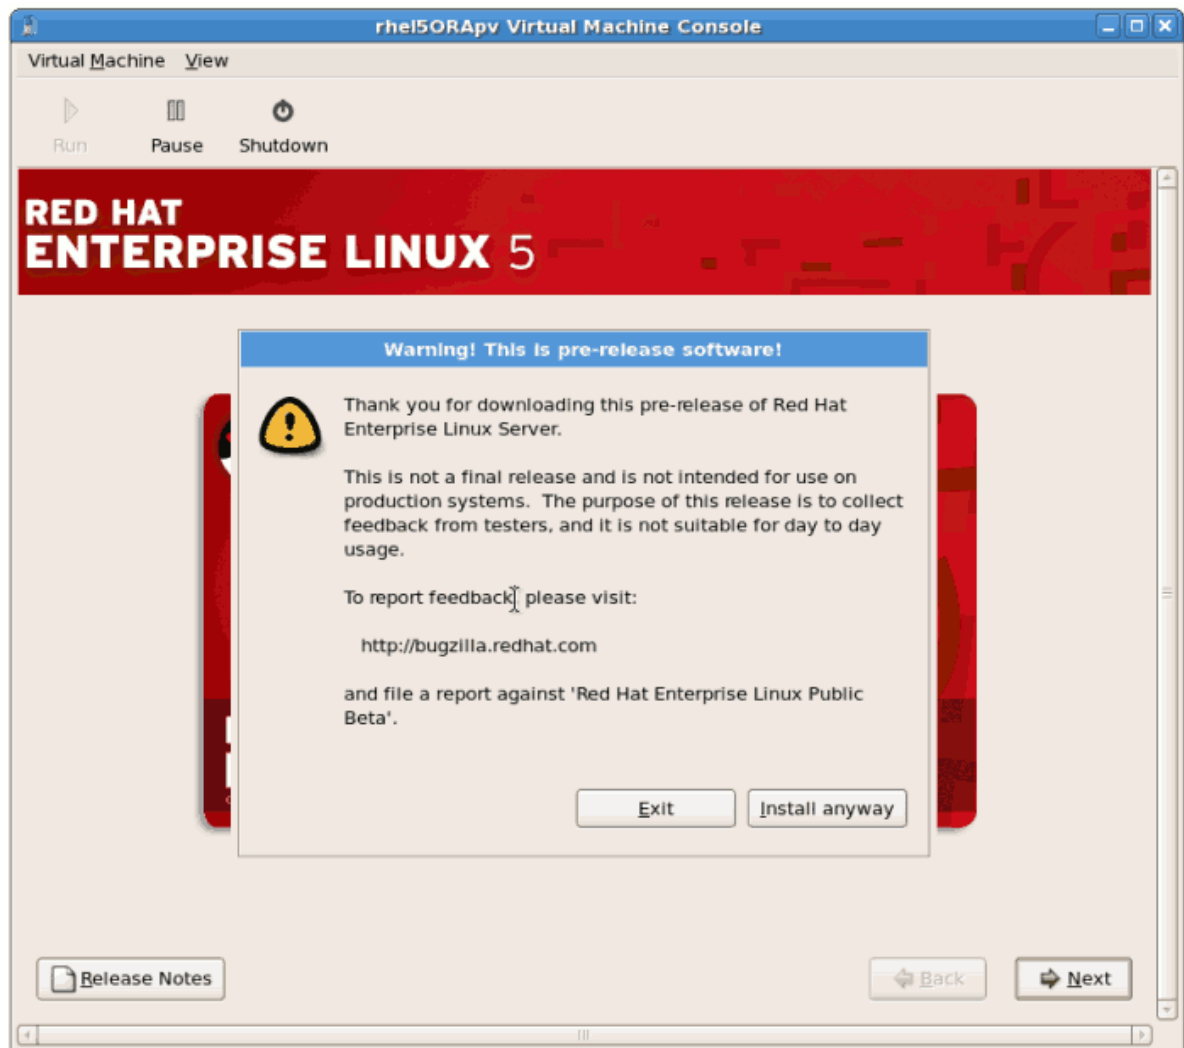 rhel5ORApv Virtual Machine Console
Virtual Machine View
Run Pause Shutdown
RED HAT
ENTERPRISE LINUX 5
Warning! This is pre-release software!
Thank you for downloading this pre-release of Red Hat
Enterprise Linux Server.
This is not a final release and is not intended for use on
production systems. The purpose of this release is to collect
feedback from testers, and it is not suitable for day to day
usage.
To report feedback, please visit:
http://bugzilla.redhat.com
and file a report against 'Red Hat Enterprise Linux Public
Beta'.
Exit Install anyway
Release Notes Back Next